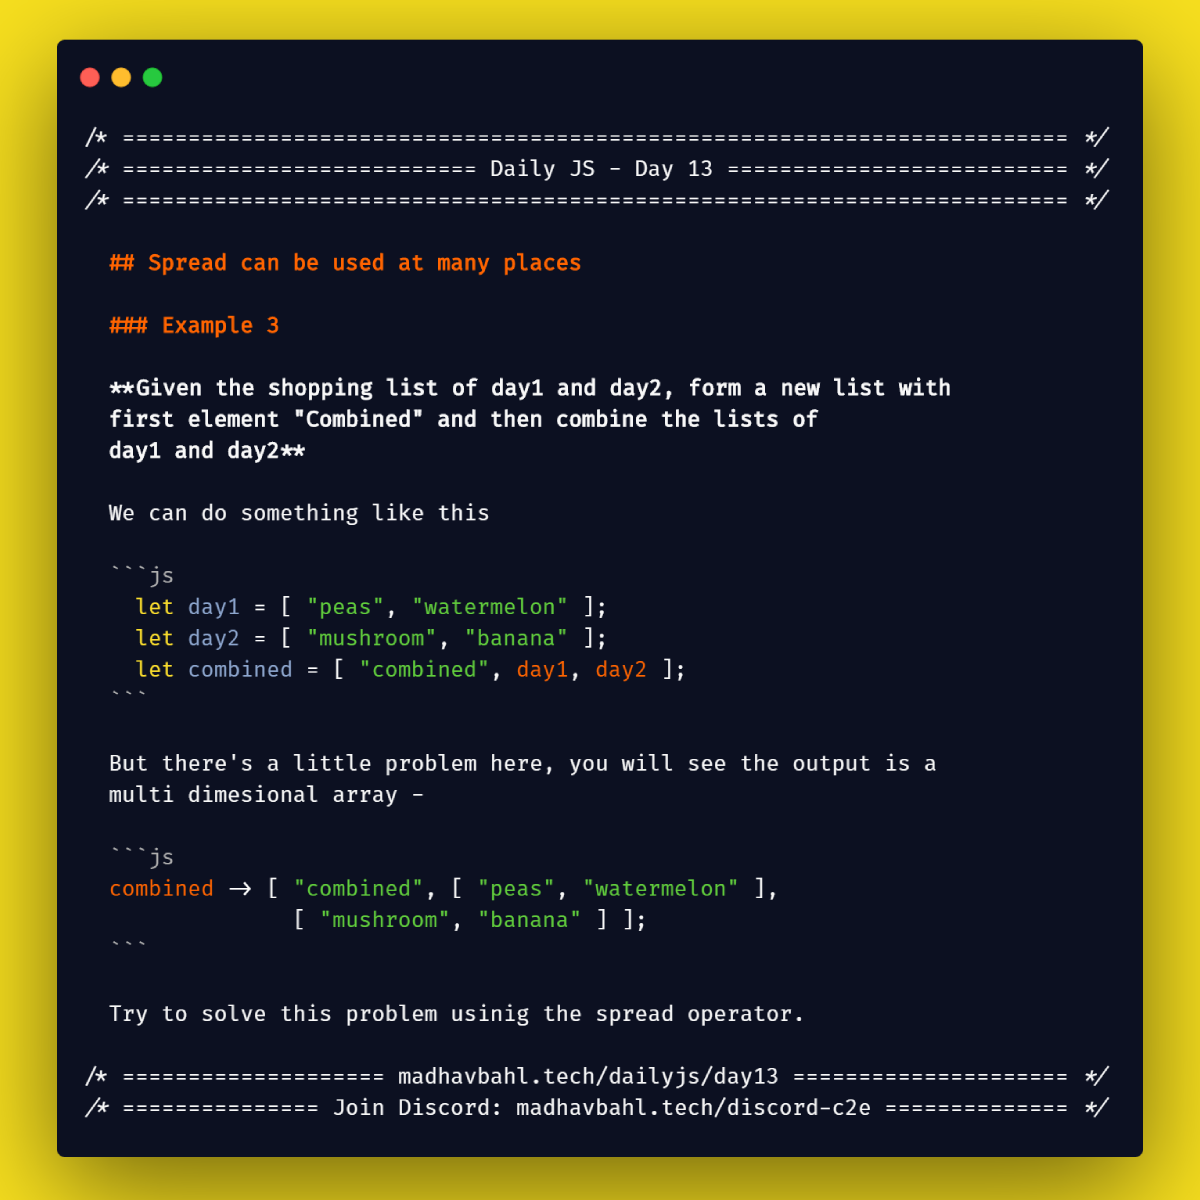 /* ======================================================================== */
/* =========================== Daily JS - Day 13 ========================== */
/* ======================================================================== */
## Spread can be used at many places
### Example 3
**Given the shopping list of day1 and day2, form a new list with
first element "Combined" and then combine the lists of
day1 and day2**
We can do something like this
```js
let day1 = [ "peas", "watermelon" ];
let day2 = [ "mushroom", "banana" ];
let combined = [ "combined", day1, day2 ];
```
But there's a little problem here, you will see the output is a
multi dimesional array -
```js
combined -> [ "combined", [ "peas", "watermelon" ],
[ "mushroom", "banana" ] ];
```
Try to solve this problem usinig the spread operator.
/* ==================== madhavbahl.tech/dailyjs/day13 ===================== */
/* =============== Join Discord: madhavbahl.tech/discord-c2e ============== */